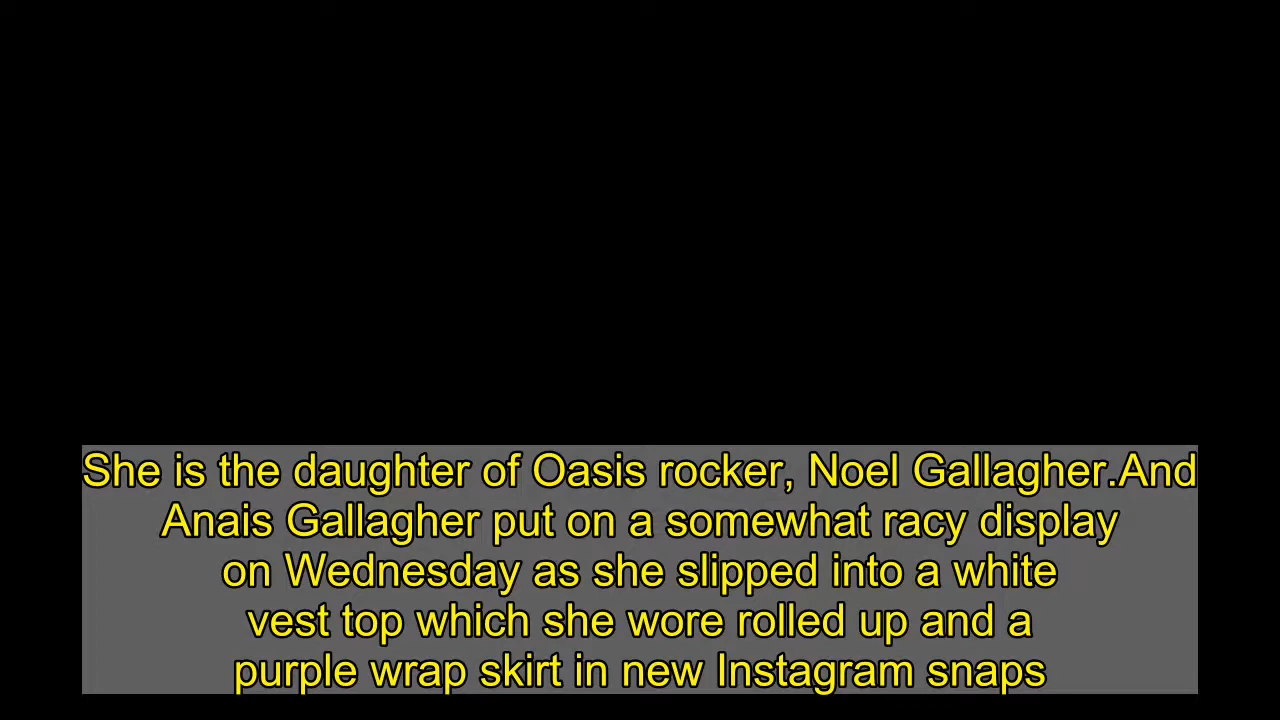 She is the daughter of Oasis rocker, Noel Gallagher.And
Anais Gallagher put on a somewhat racy display
on Wednesday as she slipped into a white
vest top which she wore rolled up and a
purple wrap skirt in new Instagram snaps